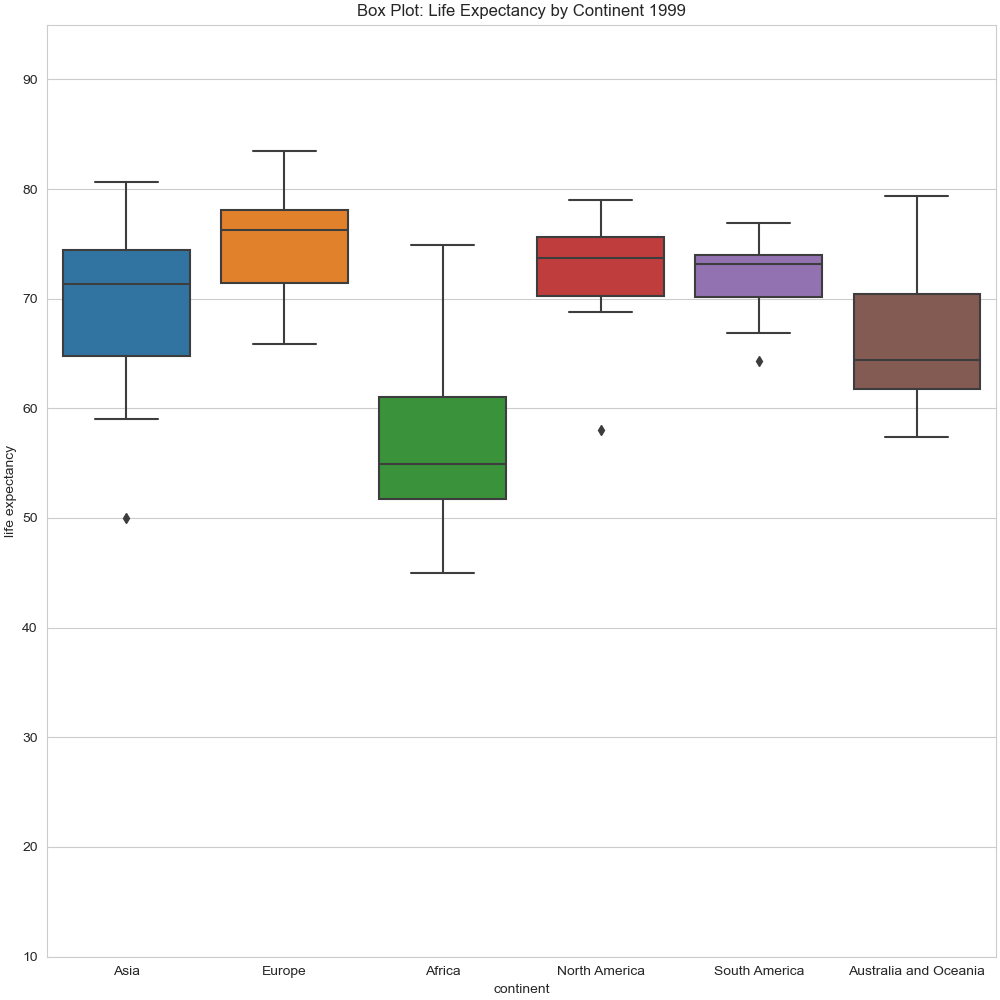 Box Plot: Life Expectancy by Continent 1999
90
80
70
60
50
40
30
20
10
life expectancy
Asia Europe Africa North America South America Australia and Oceania
continent